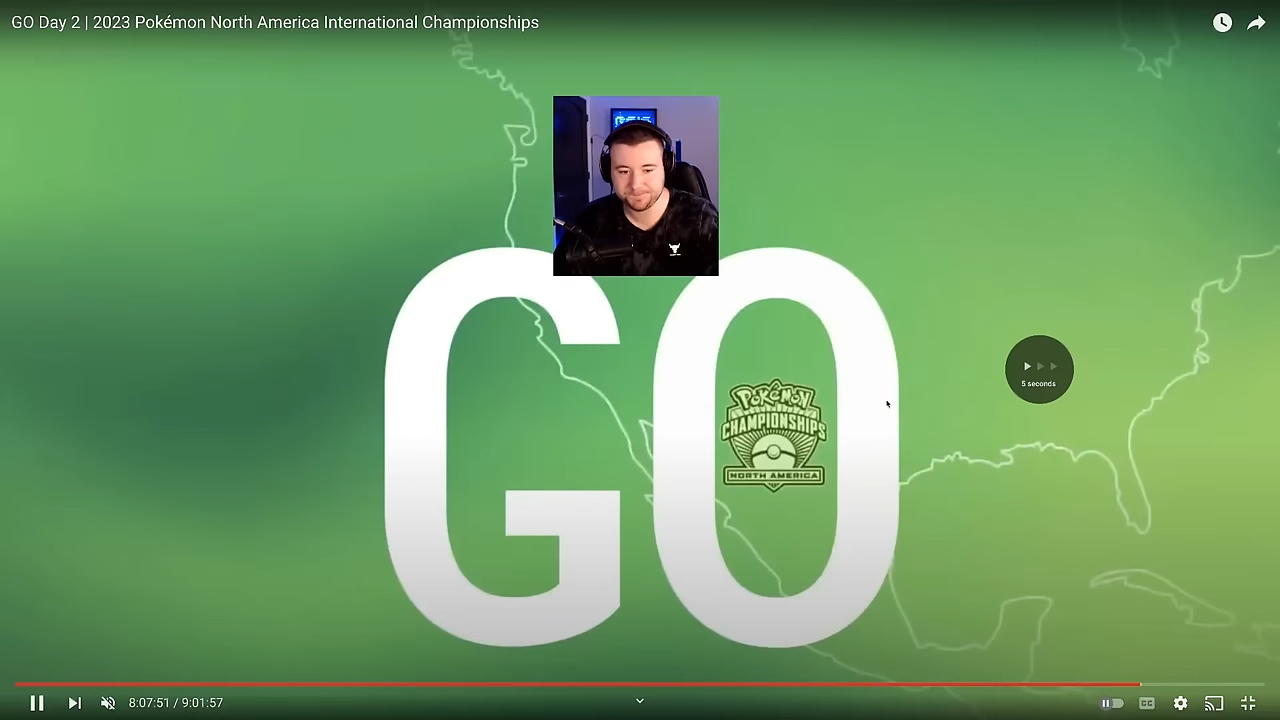 GO Day 2 | 2023 Pokémon North America International Championships
GO
POKéMON
CHAMPIONSHIPS
NORTH AMERICA
5 seconds
8:07:51 / 9:01:57
CC